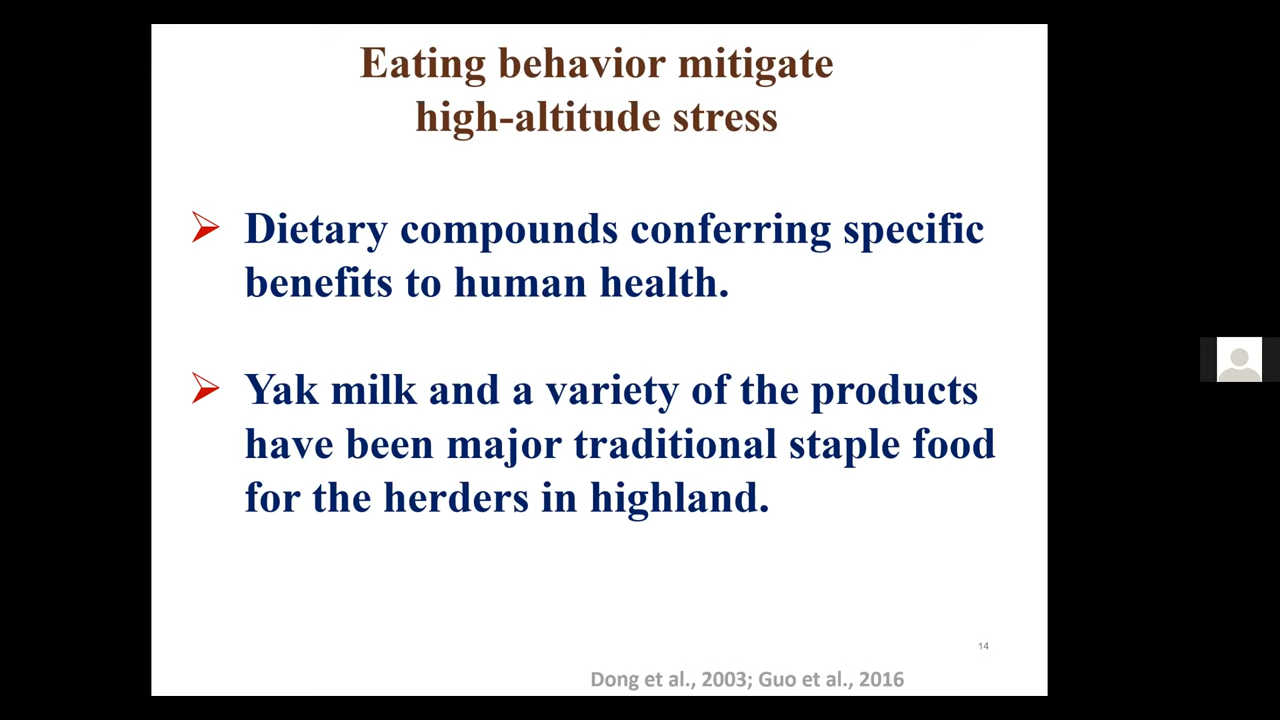 Eating behavior mitigate
high-altitude stress
Dietary compounds conferring specific
benefits to human health.
Yak milk and a variety of the products
have been major traditional staple food
for the herders in highland.
14
Dong et al., 2003; Guo et al., 2016